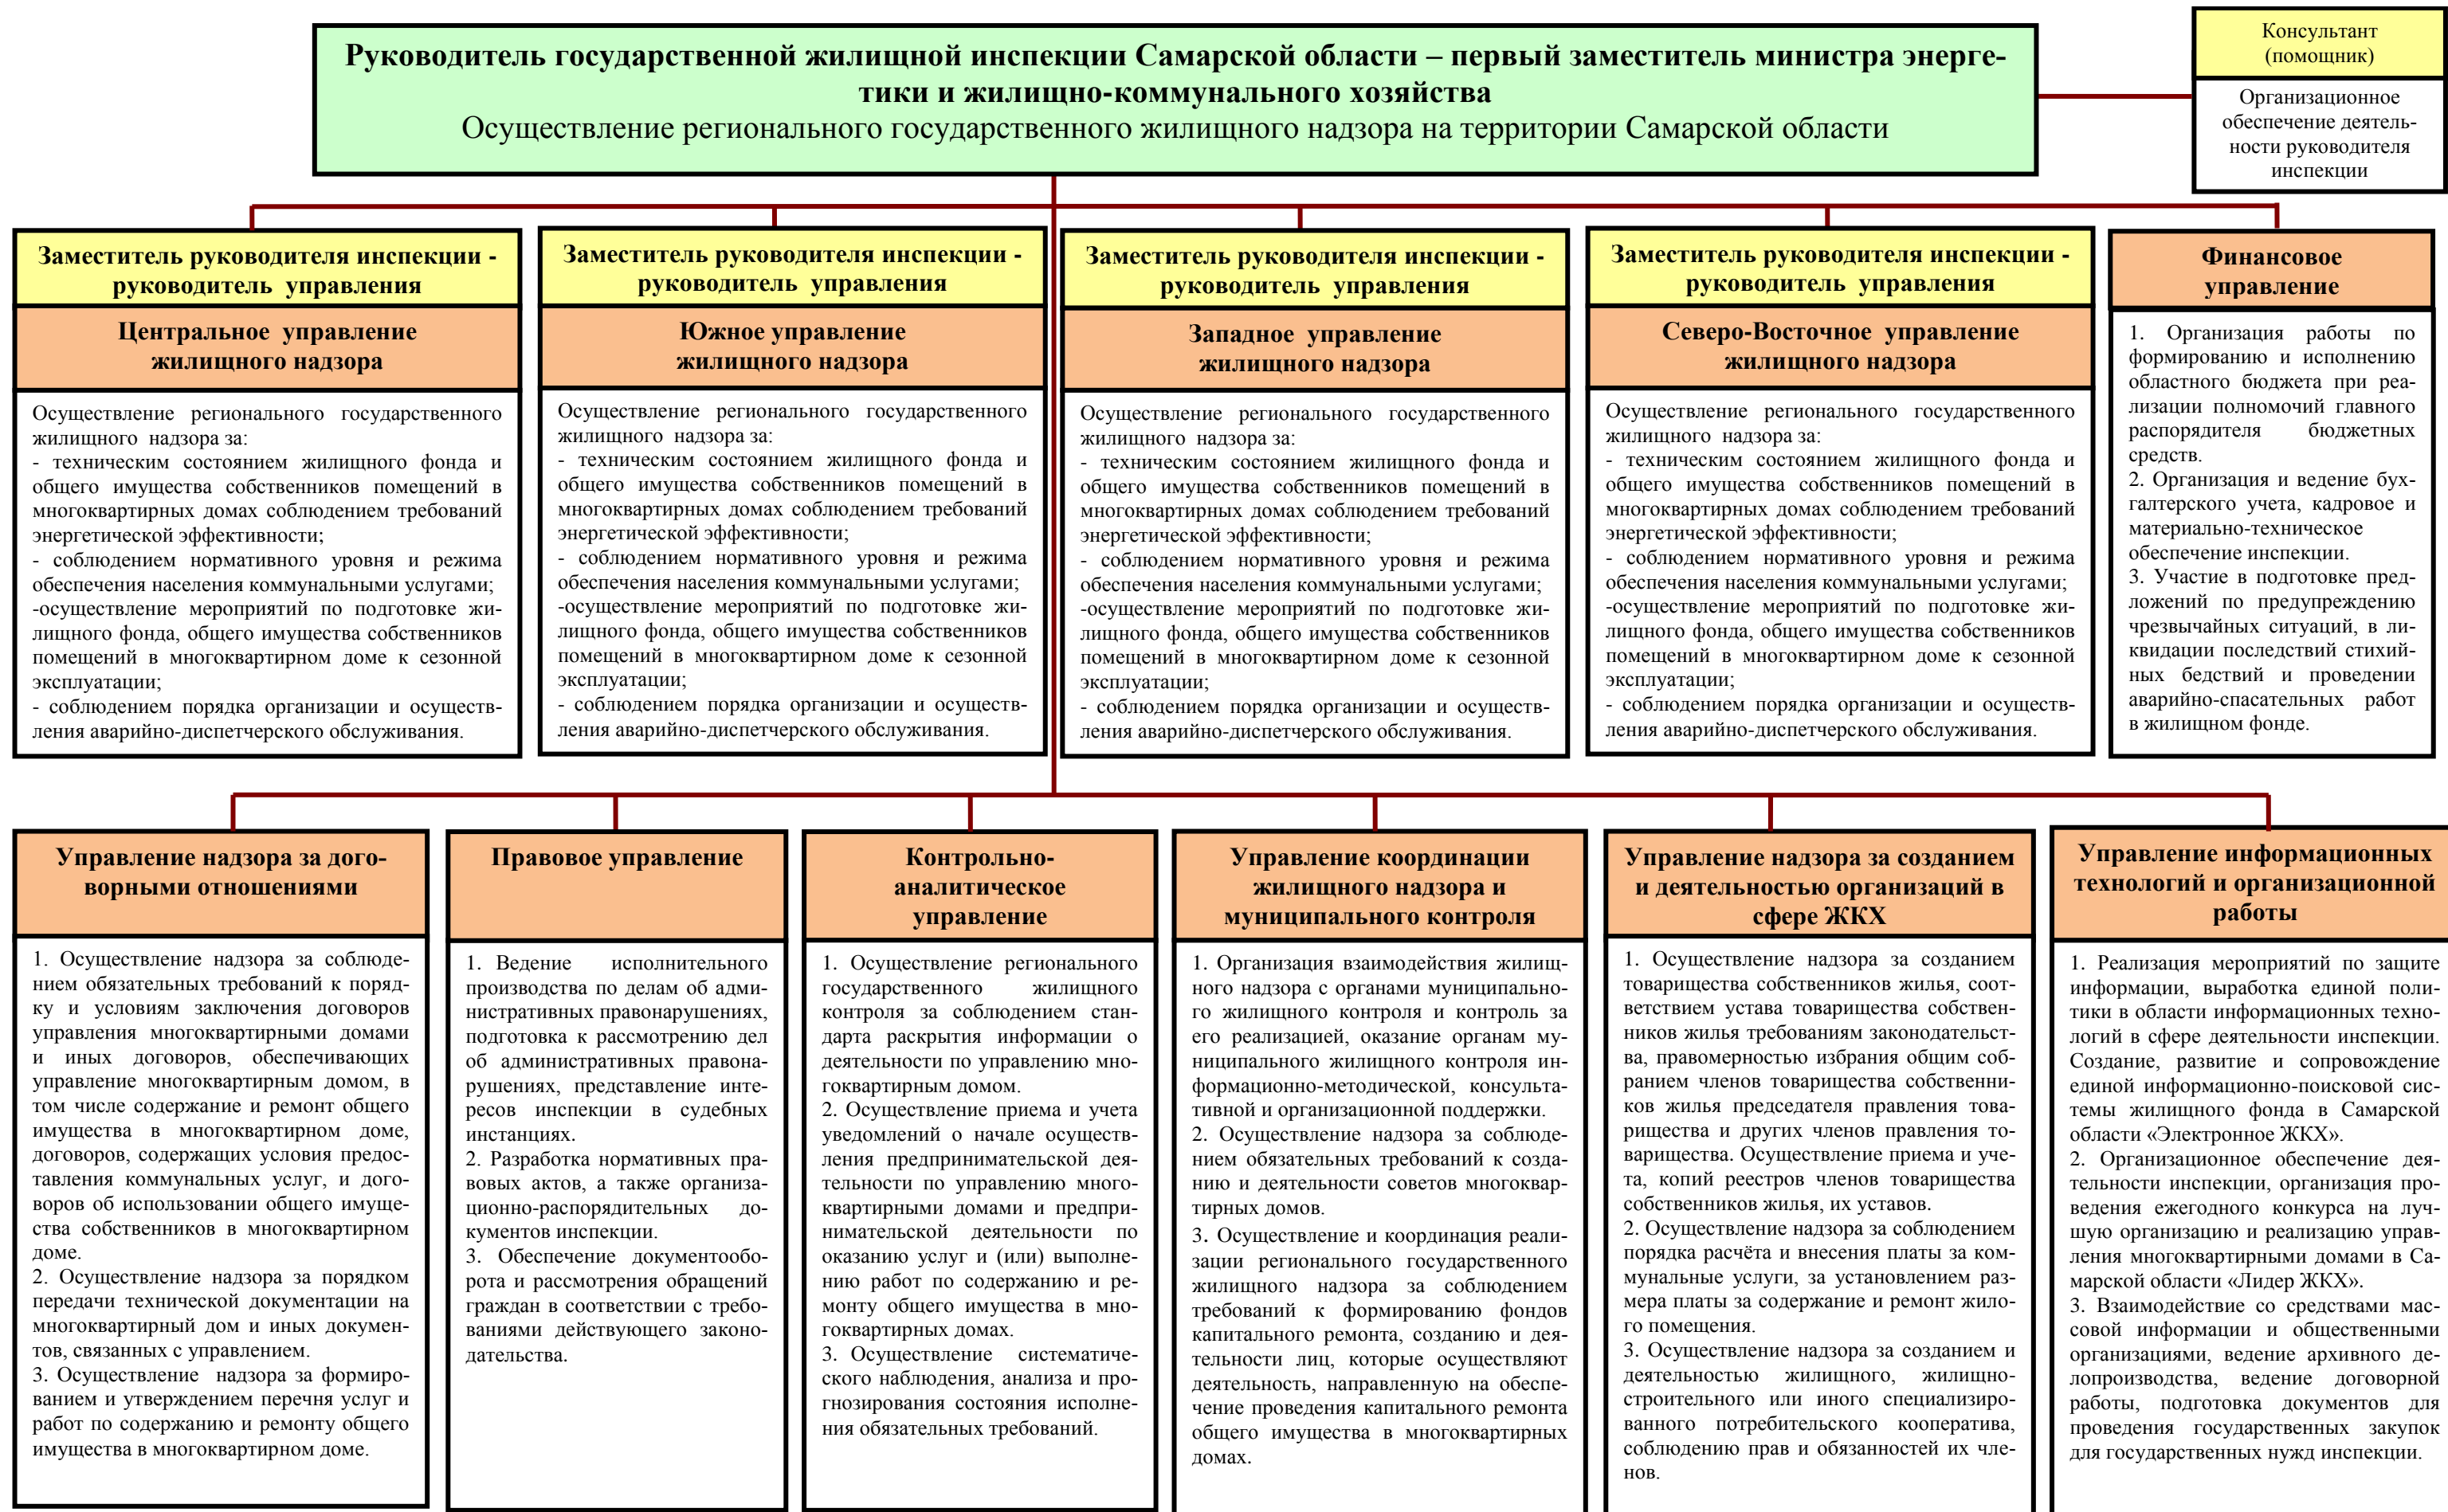 Руководитель государственной жилищной инспекции Самарской области – первый заместитель министра энерге-
тики и жилищно-коммунального хозяйства
Осуществление регионального государственного жилищного надзора на территории Самарской области
Консультант
(помощник)
Организационное
обеспечение деятель-
ности руководителя
инспекции
Заместитель руководителя инспекции -
руководитель управления
Центральное управление
жилищного надзора
Осуществление регионального государственного
жилищного надзора за:
- техническим состоянием жилищного фонда и
общего имущества собственников помещений в
многоквартирных домах соблюдением требований
энергетической эффективности;
- соблюдением нормативного уровня и режима
обеспечения населения коммунальными услугами;
-осуществление мероприятий по подготовке жи-
лищного фонда, общего имущества собственников
помещений в многоквартирном доме к сезонной
эксплуатации;
- соблюдением порядка организации и осуществ-
ления аварийно-диспетчерского обслуживания.
Заместитель руководителя инспекции -
руководитель управления
Южное управление
жилищного надзора
Осуществление регионального государственного
жилищного надзора за:
- техническим состоянием жилищного фонда и
общего имущества собственников помещений в
многоквартирных домах соблюдением требований
энергетической эффективности;
- соблюдением нормативного уровня и режима
обеспечения населения коммунальными услугами;
-осуществление мероприятий по подготовке жи-
лищного фонда, общего имущества собственников
помещений в многоквартирном доме к сезонной
эксплуатации;
- соблюдением порядка организации и осуществ-
ления аварийно-диспетчерского обслуживания.
Заместитель руководителя инспекции -
руководитель управления
Западное управление
жилищного надзора
Осуществление регионального государственного
жилищного надзора за:
- техническим состоянием жилищного фонда и
общего имущества собственников помещений в
многоквартирных домах соблюдением требований
энергетической эффективности;
- соблюдением нормативного уровня и режима
обеспечения населения коммунальными услугами;
-осуществление мероприятий по подготовке жи-
лищного фонда, общего имущества собственников
помещений в многоквартирном доме к сезонной
эксплуатации;
- соблюдением порядка организации и осуществ-
ления аварийно-диспетчерского обслуживания.
Заместитель руководителя инспекции -
руководитель управления
Северо-Восточное управление
жилищного надзора
Осуществление регионального государственного
жилищного надзора за:
- техническим состоянием жилищного фонда и
общего имущества собственников помещений в
многоквартирных домах соблюдением требований
энергетической эффективности;
- соблюдением нормативного уровня и режима
обеспечения населения коммунальными услугами;
-осуществление мероприятий по подготовке жи-
лищного фонда, общего имущества собственников
помещений в многоквартирном доме к сезонной
эксплуатации;
- соблюдением порядка организации и осуществ-
ления аварийно-диспетчерского обслуживания.
Финансовое
управление
1. Организация работы по
формированию и исполнению
областного бюджета при реа-
лизации полномочий главного
распорядителя бюджетных
средств.
2. Организация и ведение бух-
галтерского учета, кадровое и
материально-техническое
обеспечение инспекции.
3. Участие в подготовке пред-
ложений по предупреждению
чрезвычайных ситуаций, в ли-
квидации последствий стихий-
ных бедствий и проведении
аварийно-спасательных работ
в жилищном фонде.
Управление надзора за дого-
ворными отношениями
1. Осуществление надзора за соблюде-
нием обязательных требований к поряд-
ку и условиям заключения договоров
управления многоквартирными домами
и иных договоров, обеспечивающих
управление многоквартирным домом, в
том числе содержание и ремонт общего
имущества в многоквартирном доме,
договоров, содержащих условия предос-
тавления коммунальных услуг, и дого-
воров об использовании общего имуще-
ства собственников в многоквартирном
доме.
2. Осуществление надзора за порядком
передачи технической документации на
многоквартирный дом и иных докумен-
тов, связанных с управлением.
3. Осуществление надзора за формиро-
ванием и утверждением перечня услуг и
работ по содержанию и ремонту общего
имущества в многоквартирном доме.
Правовое управление
1. Ведение исполнительного
производства по делам об адми-
нистративных правонарушениях,
подготовка к рассмотрению дел
об административных правона-
рушениях, представление инте-
ресов инспекции в судебных
инстанциях.
2. Разработка нормативных пра-
вовых актов, а также организа-
ционно-распорядительных до-
кументов инспекции.
3. Обеспечение документообо-
рота и рассмотрения обращений
граждан в соответствии с требо-
ваниями действующего законо-
дательства.
Контрольно-
аналитическое
управление
1. Осуществление регионального
государственного жилищного
контроля за соблюдением стан-
дарта раскрытия информации о
деятельности по управлению мно-
гоквартирным домом.
2. Осуществление приема и учета
уведомлений о начале осуществ-
ления предпринимательской дея-
тельности по управлению много-
квартирными домами и предпри-
нимательской деятельности по
оказанию услуг и (или) выполне-
нию работ по содержанию и ре-
монту общего имущества в мно-
гоквартирных домах.
3. Осуществление систематиче-
ского наблюдения, анализа и про-
гнозирования состояния исполне-
ния обязательных требований.
Управление координации
жилищного надзора и
муниципального контроля
1. Организация взаимодействия жилищ-
ного надзора с органами муниципально-
го жилищного контроля и контроль за
его реализацией, оказание органам му-
ниципального жилищного контроля ин-
формационно-методической, консульта-
тивной и организационной поддержки.
2. Осуществление надзора за соблюде-
нием обязательных требований к созда-
нию и деятельности советов многоквар-
тирных домов.
3. Осуществление и координация реали-
зации регионального государственного
жилищного надзора за соблюдением
требований к формированию фондов
капитального ремонта, созданию и дея-
тельности лиц, которые осуществляют
деятельность, направленную на обеспе-
чение проведения капитального ремонта
общего имущества в многоквартирных
домах.
Управление надзора за созданием
и деятельностью организаций в
сфере ЖКХ
1. Осуществление надзора за созданием
товарищества собственников жилья, соот-
ветствием устава товарищества собствен-
ников жилья требованиям законодательст-
ва, правомерностью избрания общим соб-
ранием членов товарищества собственни-
ков жилья председателя правления това-
рищества и других членов правления то-
варищества. Осуществление приема и уче-
та, копий реестров членов товарищества
собственников жилья, их уставов.
2. Осуществление надзора за соблюдением
порядка расчёта и внесения платы за ком-
мунальные услуги, за установлением раз-
мера платы за содержание и ремонт жило-
го помещения.
3. Осуществление надзора за созданием и
деятельностью жилищного, жилищно-
строительного или иного специализиро-
ванного потребительского кооператива,
соблюдению прав и обязанностей их чле-
нов.
Управление информационных
технологий и организационной
работы
1. Реализация мероприятий по защите
информации, выработка единой поли-
тики в области информационных техно-
логий в сфере деятельности инспекции.
Создание, развитие и сопровождение
единой информационно-поисковой сис-
темы жилищного фонда в Самарской
области «Электронное ЖКХ».
2. Организационное обеспечение дея-
тельности инспекции, организация про-
ведения ежегодного конкурса на луч-
шую организацию и реализацию управ-
ления многоквартирными домами в Са-
марской области «Лидер ЖКХ».
3. Взаимодействие со средствами мас-
совой информации и общественными
организациями, ведение архивного де-
лопроизводства, ведение договорной
работы, подготовка документов для
проведения государственных закупок
для государственных нужд инспекции.